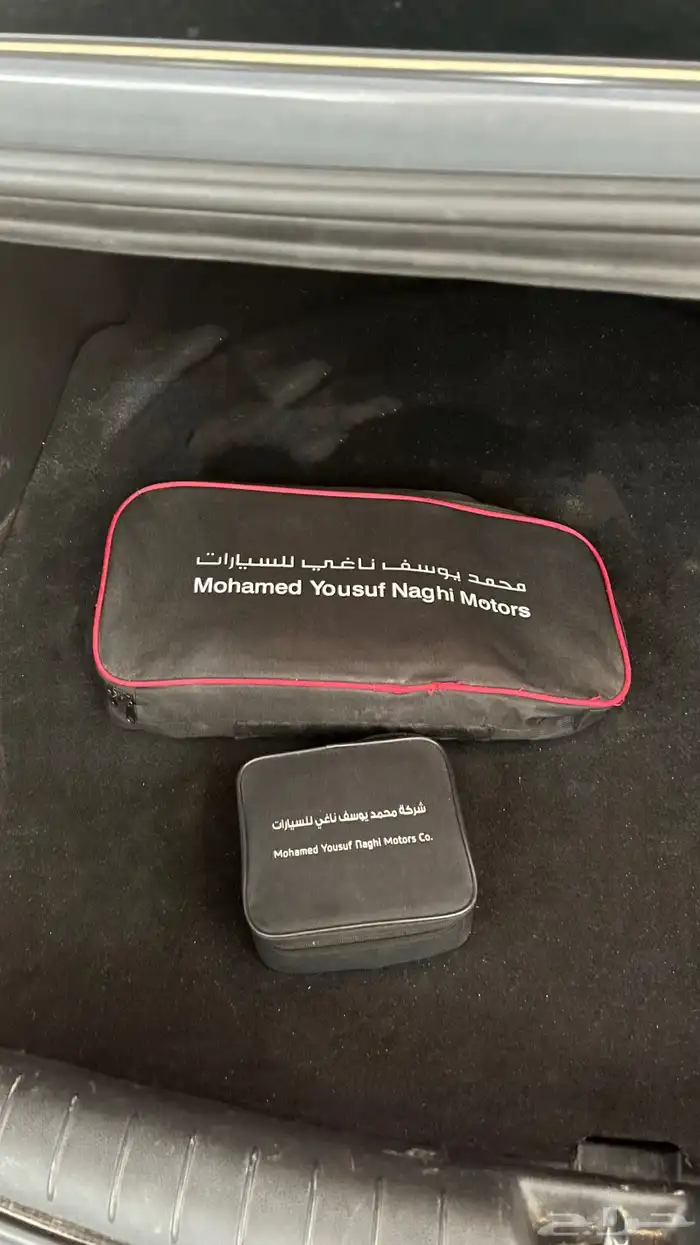 محمد يوسف ناغي للسيارات
Mohamed Yousuf Naghi Motors
شركة محمد يوسف ناغي للسيارات
Mohamed Yousuf Naghi Motors Co.
حراج